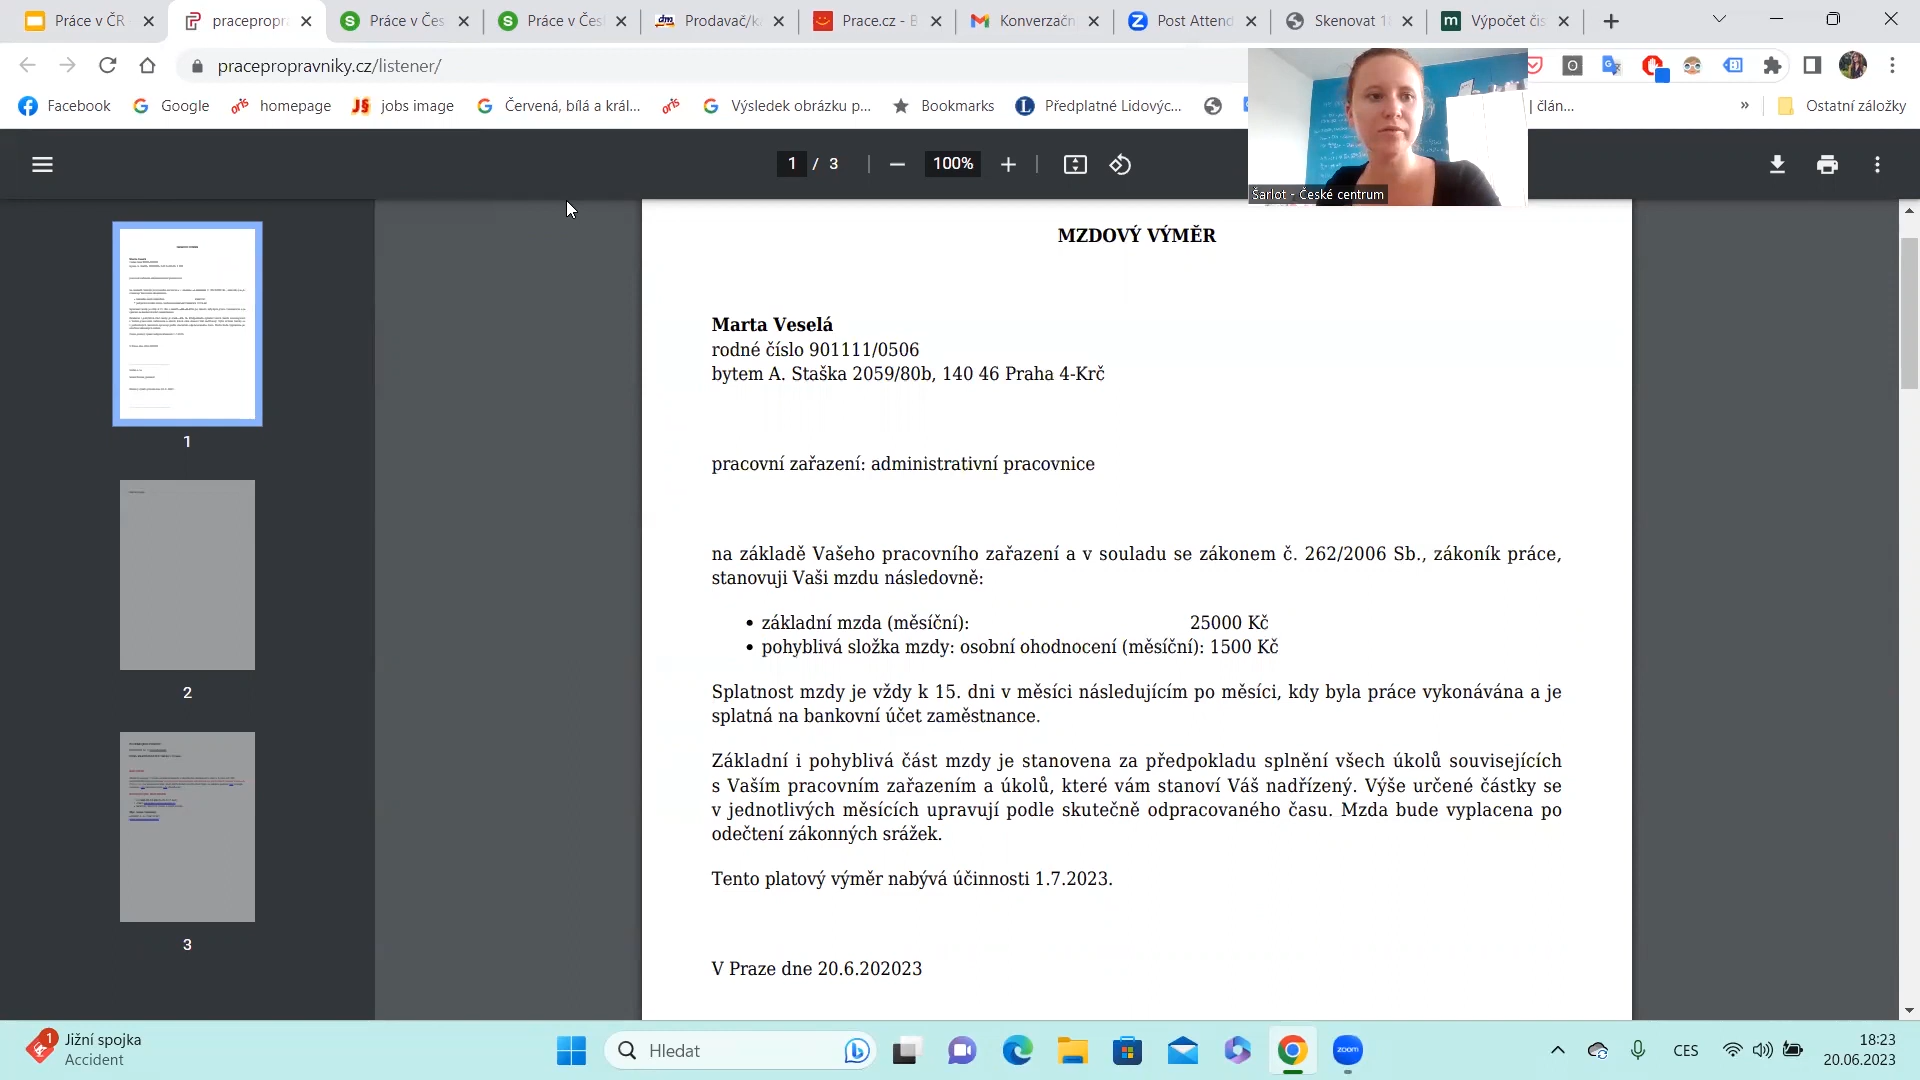 Práce v ČR
pracepropr
Práce v Čes
Práce v Čes
Prodavač/k
Prace.cz - B
Konverzačn
Post Attend
Skenovat 1
Výpočet čis
pracepropravniky.cz/listener/
Facebook
Google
homepage
jobs image
Červená, bílá a král...
Výsledek obrázku p...
Bookmarks
Předplatné Lidovýc...
| člán...
»
Ostatní záložky
1 / 3
100%
Šarlot - České centrum
1
2
3
MZDOVÝ VÝMĚR
Marta Veselá
rodné číslo 901111/0506
bytem A. Staška 2059/80b, 140 46 Praha 4-Krč
pracovní zařazení: administrativní pracovnice
na základě Vašeho pracovního zařazení a v souladu se zákonem č. 262/2006 Sb., zákoník práce,
stanovuji Vaši mzdu následovně:
• základní mzda (měsíční): 25000 Kč
• pohyblivá složka mzdy: osobní ohodnocení (měsíční): 1500 Kč
Splatnost mzdy je vždy k 15. dni v měsíci následujícím po měsíci, kdy byla práce vykonávána a je
splatná na bankovní účet zaměstnance.
Základní i pohyblivá část mzdy je stanovena za předpokladu splnění všech úkolů souvisejících
s Vaším pracovním zařazením a úkolů, které vám stanoví Váš nadřízený. Výše určené částky se
v jednotlivých měsících upravují podle skutečně odpracovaného času. Mzda bude vyplacena po
odečtení zákonných srážek.
Tento platový výměr nabývá účinnosti 1.7.2023.
V Praze dne 20.6.202023
1
Jižní spojka
Accident
Hledat
zoom
CES
18:23
20.06.2023